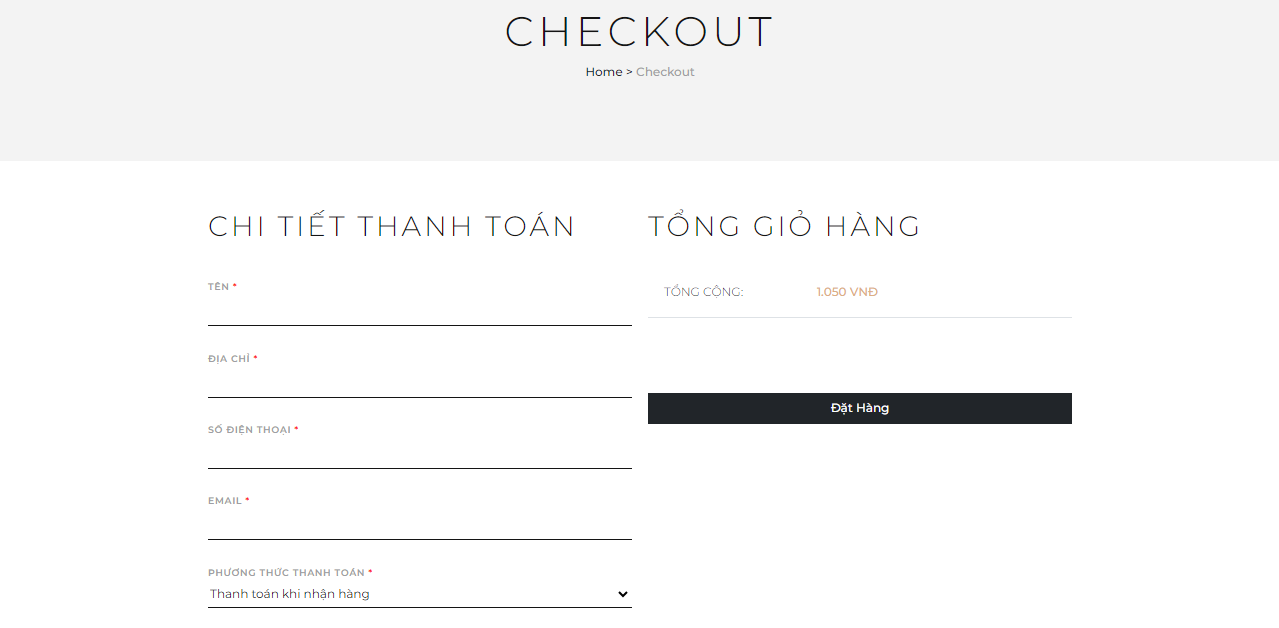 CHECKOUT
Home > Checkout
CHI TIẾT THANH TOÁN
TÊN *
ĐỊA CHỈ *
SỐ ĐIỆN THOẠI *
EMAIL *
PHƯƠNG THỨC THANH TOÁN *
Thanh toán khi nhận hàng
TỔNG GIỎ HÀNG
TỔNG CỘNG: 1.050 VNĐ
Đặt Hàng